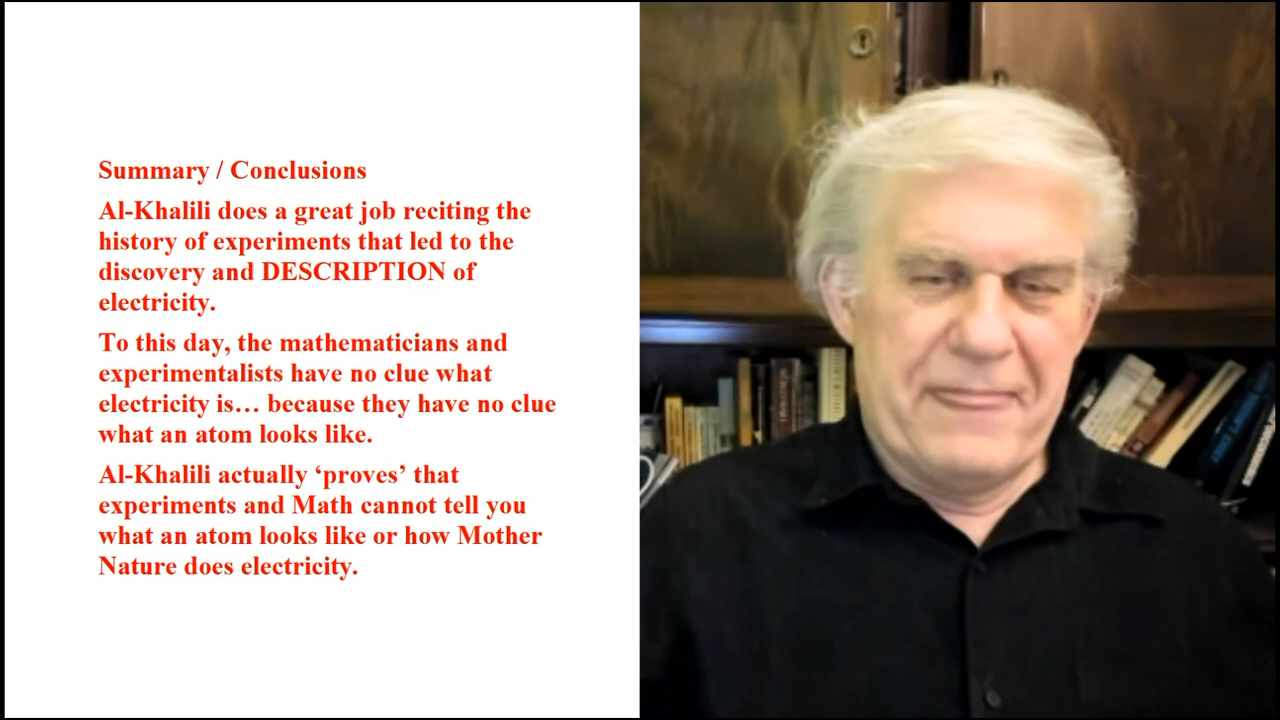 Summary / Conclusions
Al-Khalili does a great job reciting the
history of experiments that led to the
discovery and DESCRIPTION of
electricity.
To this day, the mathematicians and
experimentalists have no clue what
electricity is… because they have no clue
what an atom looks like.
Al-Khalili actually ‘proves’ that
experiments and Math cannot tell you
what an atom looks like or how Mother
Nature does electricity.